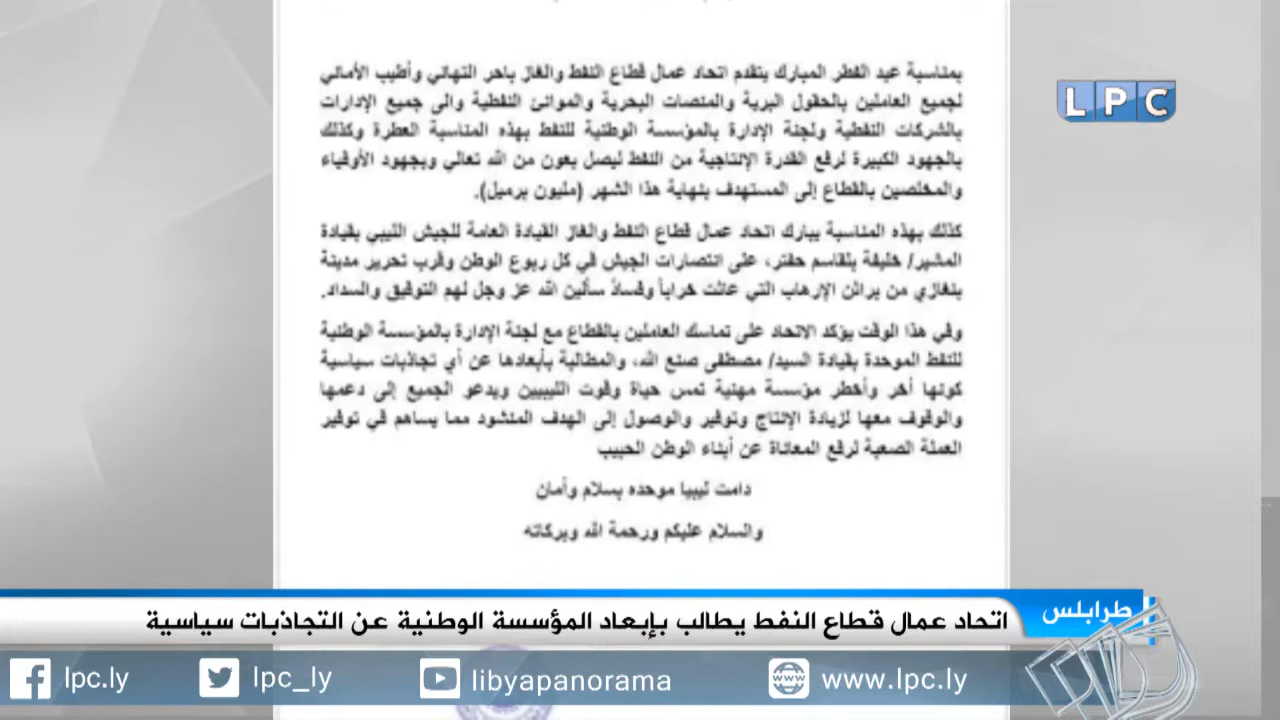 بمناسبة عيد الفطر المبارك يتقدم اتحاد عمال قطاع النفط والغاز باحر التهاني وأطيب الأماني
لجميع العاملين بالحقول البرية والمنصات البحرية والموانئ النفطية والى جميع الإدارات
بالشركات النفطية ولجنة الإدارة بالمؤسسة الوطنية للنفط بهذه المناسبة العطرة وكذلك
بالجهود الكبيرة لرفع القدرة الإنتاجية من النفط ليصل بعون من الله تعالي وبجهود الأوفياء
والمخلصين بالقطاع إلى المستهدف بنهاية هذا الشهر (مليون برميل).
كذلك بهذه المناسبة يبارك اتحاد عمال قطاع النفط والغاز القيادة العامة للجيش الليبي بقيادة
المشير/ خليفة بلقاسم حفتر، على انتصارات الجيش في كل ربوع الوطن وقرب تحرير مدينة
بنغازي من براثن الإرهاب التي عاثت خراباً وفساداً سألين الله عز وجل لهم التوفيق والسداد.
وفي هذا الوقت يؤكد الاتحاد على تماسك العاملين بالقطاع مع لجنة الإدارة بالمؤسسة الوطنية
للنفط الموحدة بقيادة السيد/ مصطفى صنع الله، والمطالبة بأبعادها عن أي تجاذبات سياسية
كونها أخر وأخطر مؤسسة مهنية تمس حياة وقوت الليبيين ويدعو الجميع إلى دعمها
والوقوف معها لزيادة الإنتاج وتوفير والوصول إلى الهدف المنشود مما يساهم في توفير
العملة الصعبة لرفع المعاناة عن أبناء الوطن الحبيب
دامت ليبيا موحده بسلام وأمان
والسلام عليكم ورحمة الله وبركاته
LPC
طرابلس
اتحاد عمال قطاع النفط يطالب بإبعاد المؤسسة الوطنية عن التجاذبات سياسية
lpc.ly
lpc_ly
libyapanorama
www.lpc.ly